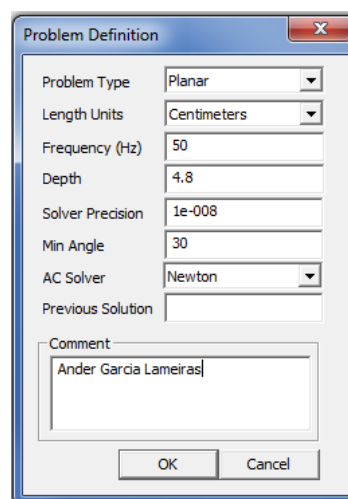 Problem Definition
Problem Type Planar
Length Units Centimeters
Frequency (Hz) 50
Depth 4.8
Solver Precision 1e-008
Min Angle 30
AC Solver Newton
Previous Solution
Comment
Ander Garcia Lameiras
OK Cancel